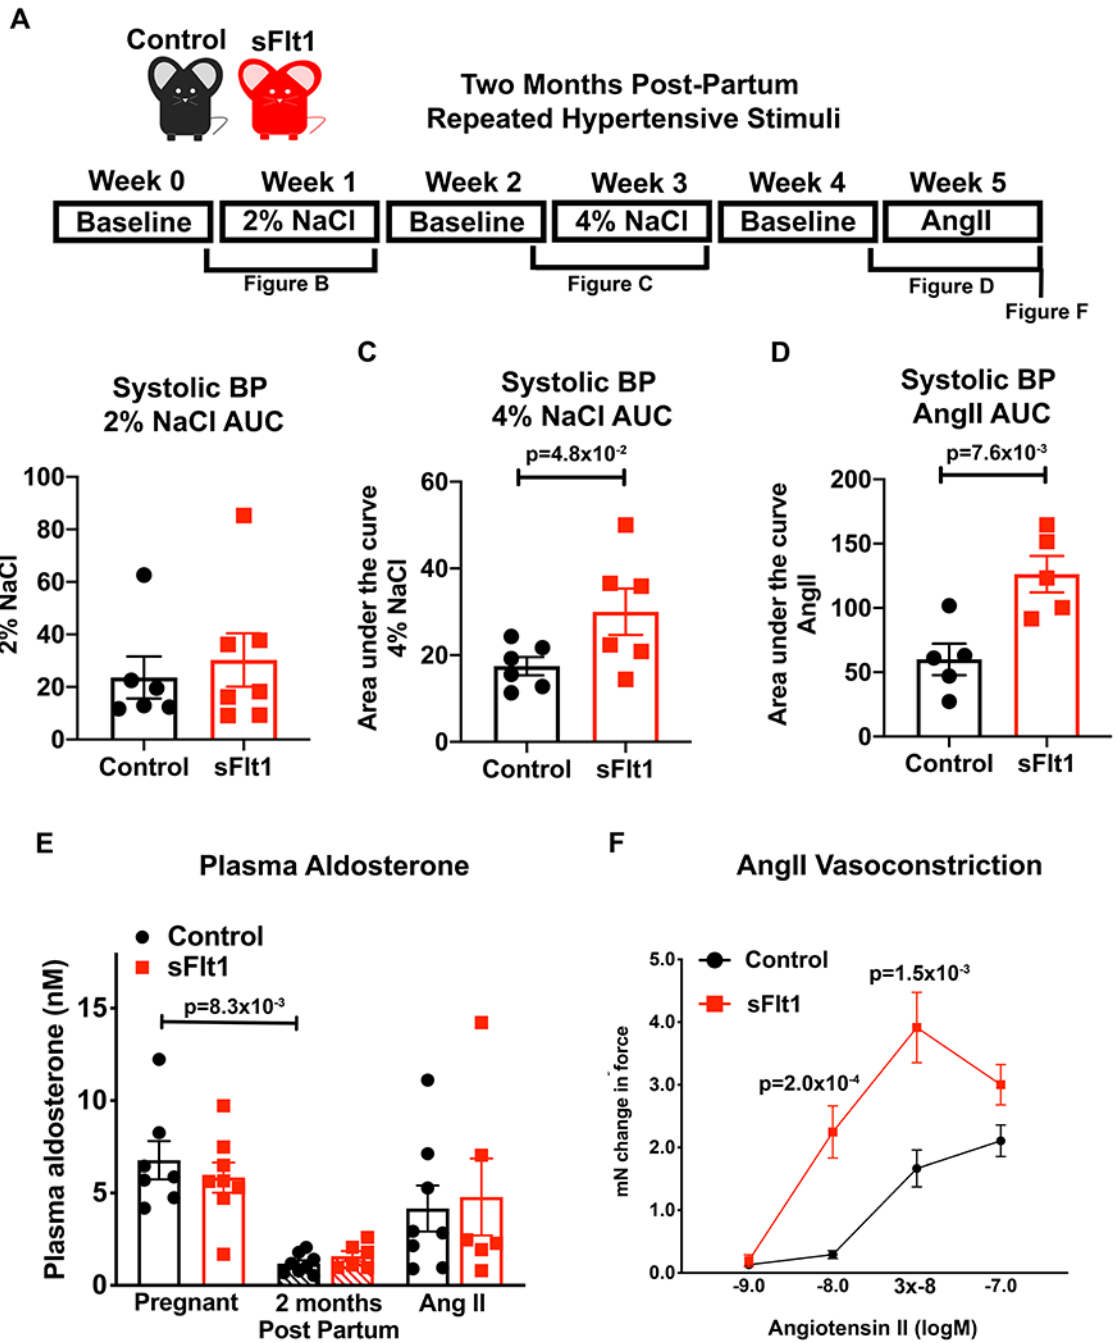 A
Control sFlt1
Two Months Post-Partum
Repeated Hypertensive Stimuli
Week 0 Week 1 Week 2 Week 3 Week 4 Week 5
Baseline 2% NaCl Baseline 4% NaCl Baseline AngII
Figure B Figure C Figure D
Figure F
Systolic BP
2% NaCl AUC
2% NaCl
100
80
60
40
20
0
Control sFlt1
C
Systolic BP
4% NaCl AUC
p=4.8x10-2
Area under the curve
4% NaCl
60
40
20
0
Control sFlt1
D
Systolic BP
AngII AUC
p=7.6x10-3
Area under the curve
AngII
200
150
100
50
0
Control sFlt1
E
Plasma Aldosterone
Control
sFlt1
p=8.3x10-3
Plasma aldosterone (nM)
15
10
5
0
Pregnant 2 months Ang II
Post Partum
F
AngII Vasoconstriction
Control
sFlt1
p=1.5x10-3
p=2.0x10-4
mN change in force
5.0
4.0
3.0
2.0
1.0
0.0
-9.0 -8.0 3x-8 -7.0
Angiotensin II (logM)